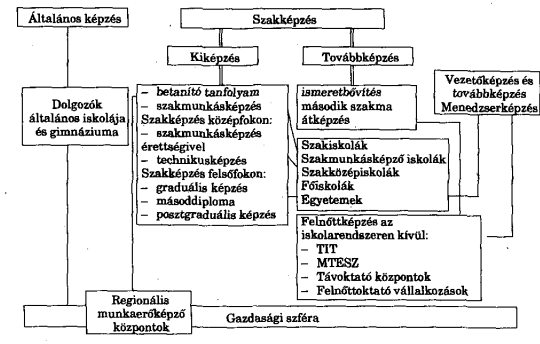 Általános képzés
Szakképzés
Kiképzés
Továbbképzés
Dolgozók
általános iskolája
és gimnáziuma
– betanító tanfolyam
– szakmunkásképzés
Szakképzés középfokon:
– szakmunkásképzés
érettségivel
– technikusképzés
Szakképzés felsőfokon:
– graduális képzés
– másoddiploma
– posztgraduális képzés
ismeretbővítés
második szakma
átképzés
Vezetőképzés és
továbbképzés
Menedzserképzés
Szakiskolák
Szakmunkásképző iskolák
Szakközépiskolák
Főiskolák
Egyetemek
Felnőttképzés az
iskolarendszeren kívül:
– TIT
– MTESZ
– Távoktató központok
– Felnőttoktató vállalkozások
Regionális
munkaerőképző
központok
Gazdasági szféra